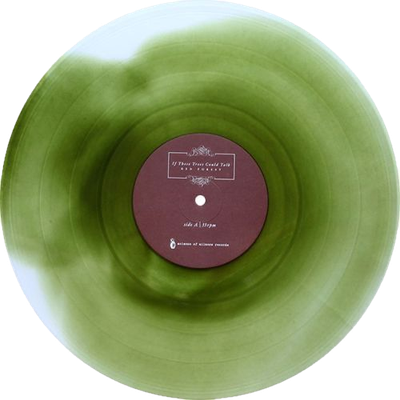 If These Trees Could Talk
RED FOREST
side A | 33rpm
science of silence records